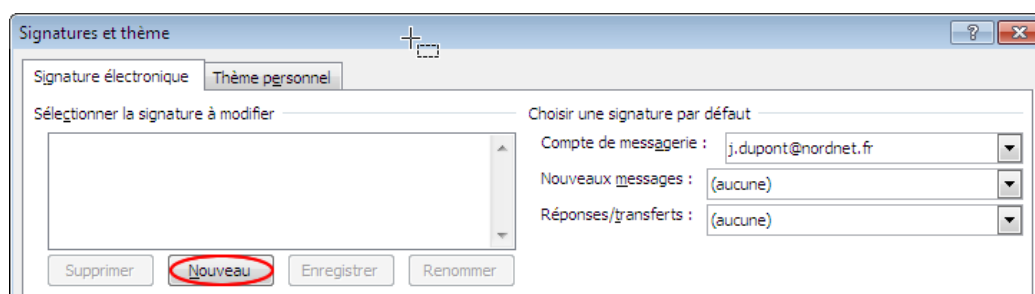 Signatures et thème
Signature électronique Thème personnel
Sélectionner la signature à modifier
Choisir une signature par défaut
Compte de messagerie : j.dupont@nordnet.fr
Nouveaux messages : (aucune)
Réponses/transferts : (aucune)
Supprimer Nouveau Enregistrer Renommer